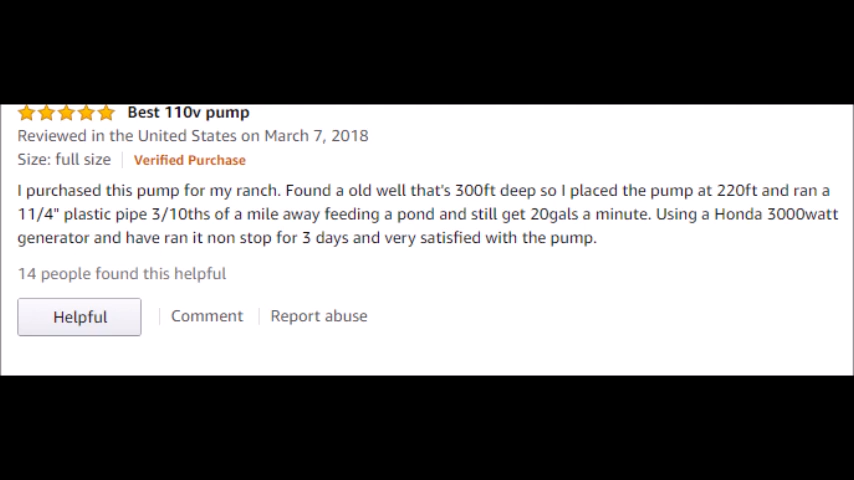 Best 110v pump
Reviewed in the United States on March 7, 2018
Size: full size | Verified Purchase
I purchased this pump for my ranch. Found a old well that's 300ft deep so I placed the pump at 220ft and ran a
11/4" plastic pipe 3/10ths of a mile away feeding a pond and still get 20gals a minute. Using a Honda 3000watt
generator and have ran it non stop for 3 days and very satisfied with the pump.
14 people found this helpful
Helpful | Comment | Report abuse